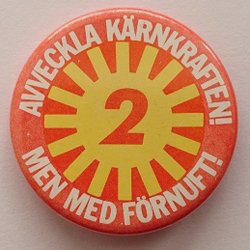 AVVECKLA KÄRNKRAFTEN!
2
MEN MED FÖRNUFT!